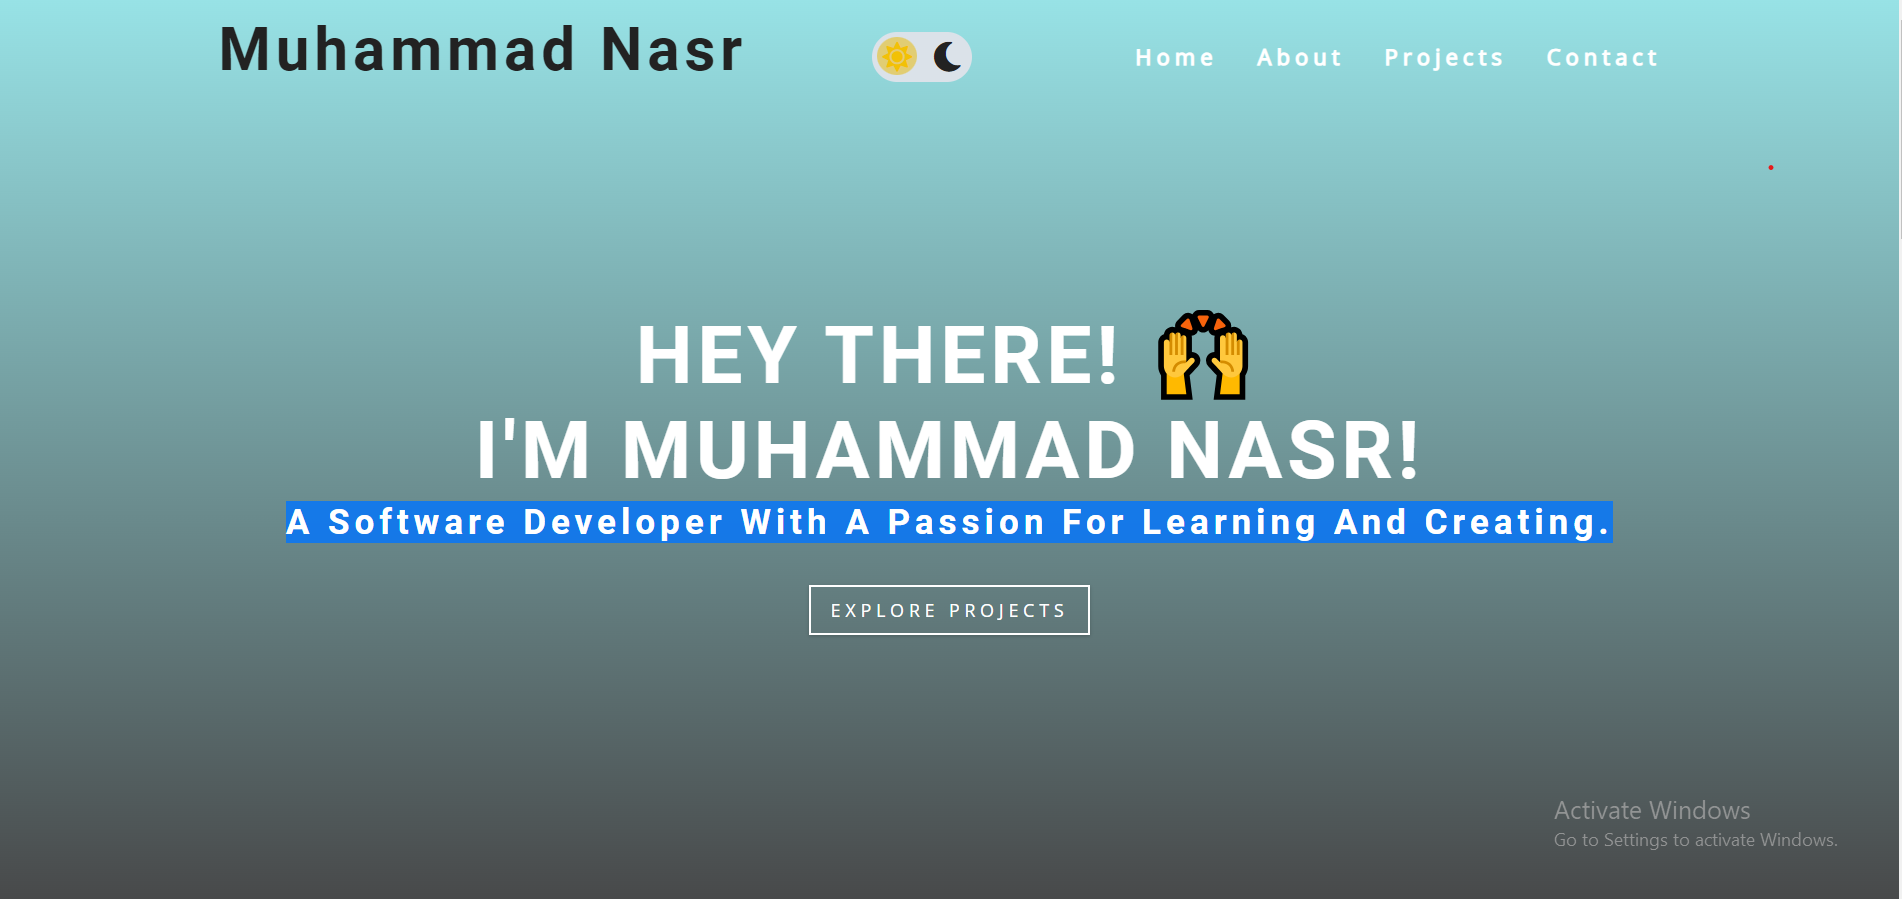 Muhammad Nasr
Home About Projects Contact
HEY THERE! 🙌
I'M MUHAMMAD NASR!
A Software Developer With A Passion For Learning And Creating.
EXPLORE PROJECTS
Activate Windows
Go to Settings to activate Windows.